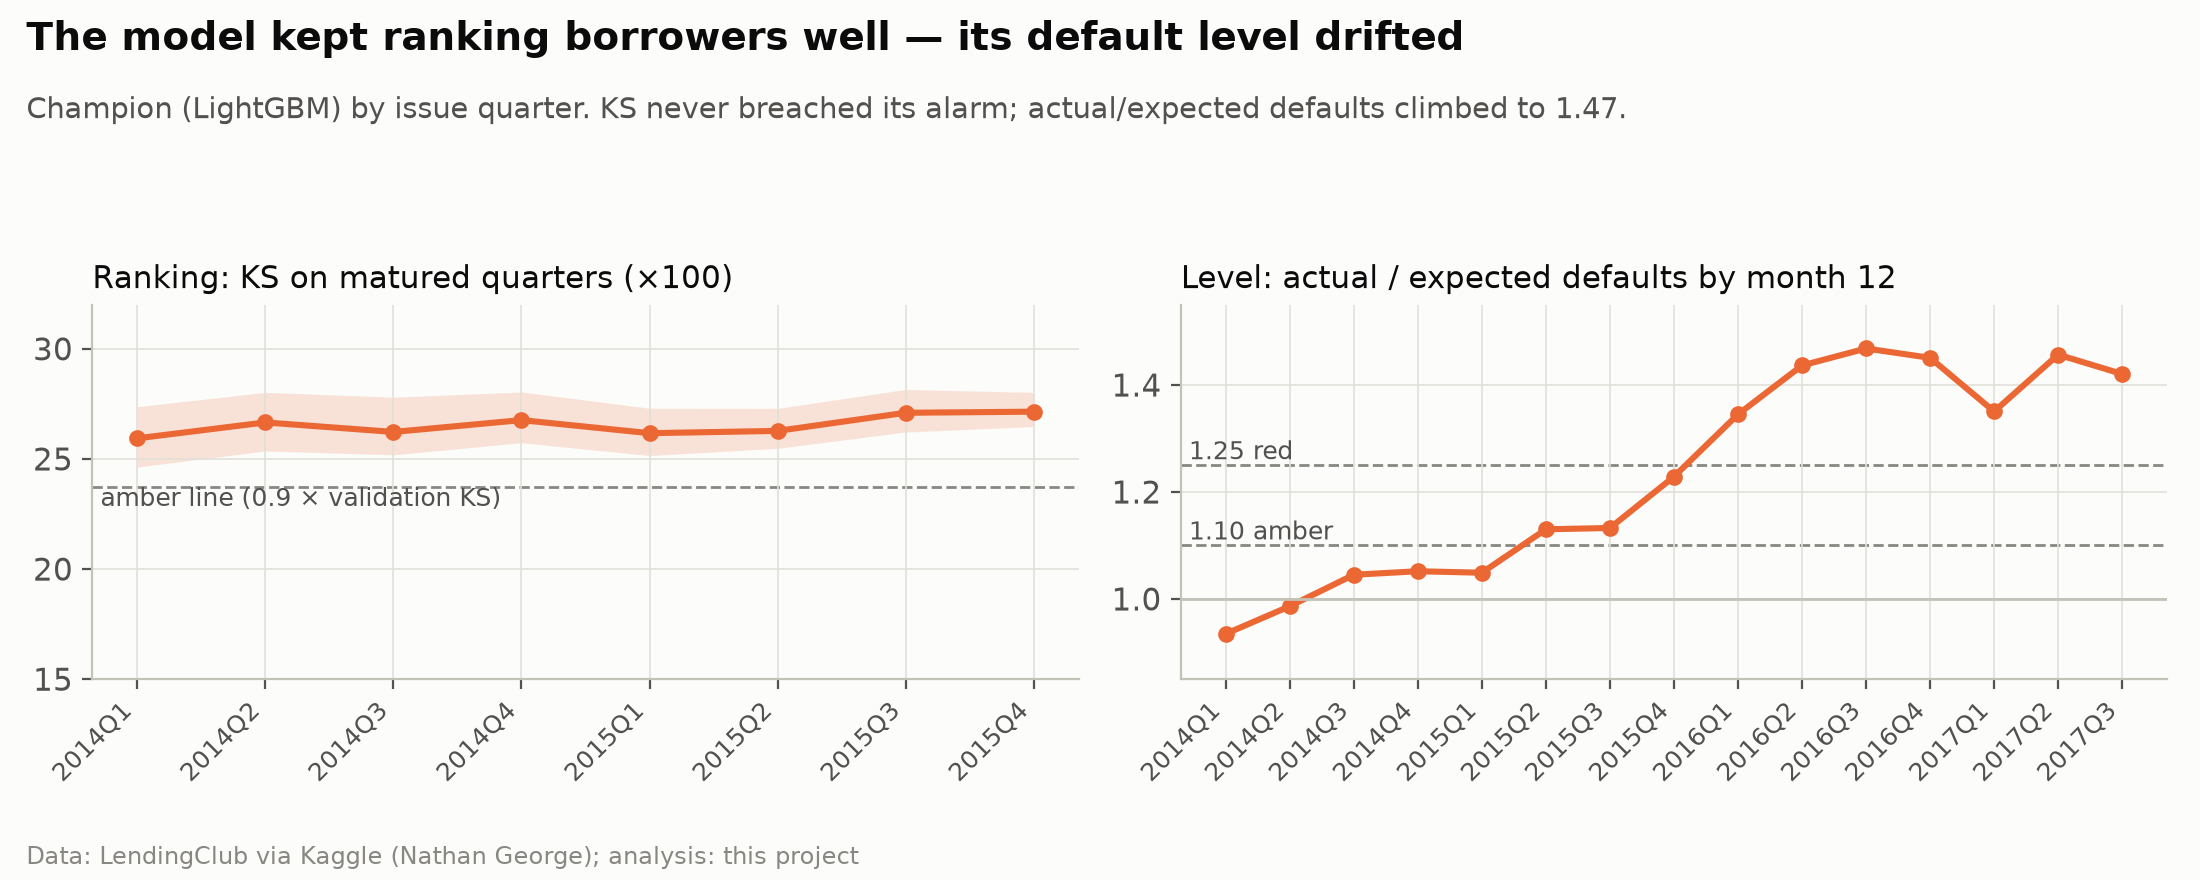 The model kept ranking borrowers well — its default level drifted
Champion (LightGBM) by issue quarter. KS never breached its alarm; actual/expected defaults climbed to 1.47.
Ranking: KS on matured quarters (×100)
30
25
20
15
amber line (0.9 × validation KS)
2014Q1
2014Q2
2014Q3
2014Q4
2015Q1
2015Q2
2015Q3
2015Q4
Level: actual / expected defaults by month 12
1.4
1.2
1.0
1.25 red
1.10 amber
2014Q1
2014Q2
2014Q3
2014Q4
2015Q1
2015Q2
2015Q3
2015Q4
2016Q1
2016Q2
2016Q3
2016Q4
2017Q1
2017Q2
2017Q3
Data: LendingClub via Kaggle (Nathan George); analysis: this project